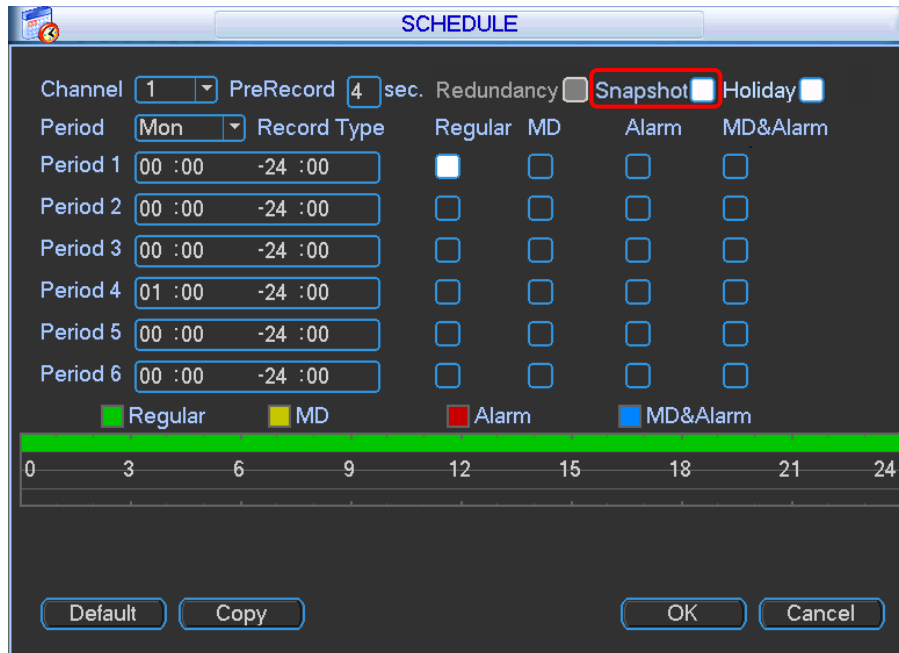 SCHEDULE
Channel 1 PreRecord 4 sec. Redundancy Snapshot Holiday
Period Mon Record Type Regular MD Alarm MD&Alarm
Period 1 00 :00 -24 :00
Period 2 00 :00 -24 :00
Period 3 00 :00 -24 :00
Period 4 01 :00 -24 :00
Period 5 00 :00 -24 :00
Period 6 00 :00 -24 :00
Regular MD Alarm MD&Alarm
0 3 6 9 12 15 18 21 24
Default Copy OK Cancel